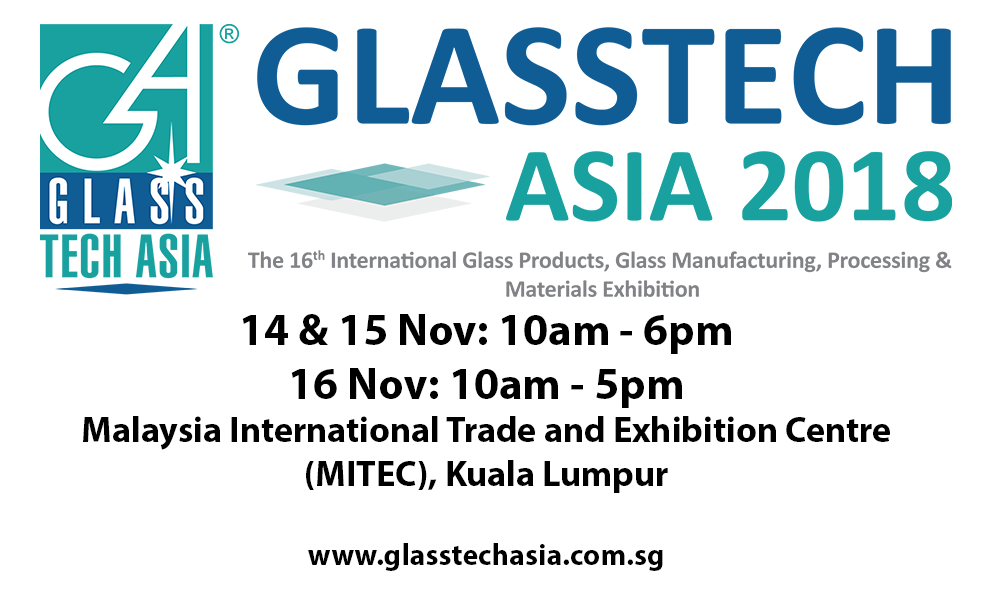 GA®
GLASS
TECH ASIA
GLASSTECH
ASIA 2018
The 16th International Glass Products, Glass Manufacturing, Processing &
Materials Exhibition
14 & 15 Nov: 10am - 6pm
16 Nov: 10am - 5pm
Malaysia International Trade and Exhibition Centre
(MITEC), Kuala Lumpur
www.glasstechasia.com.sg